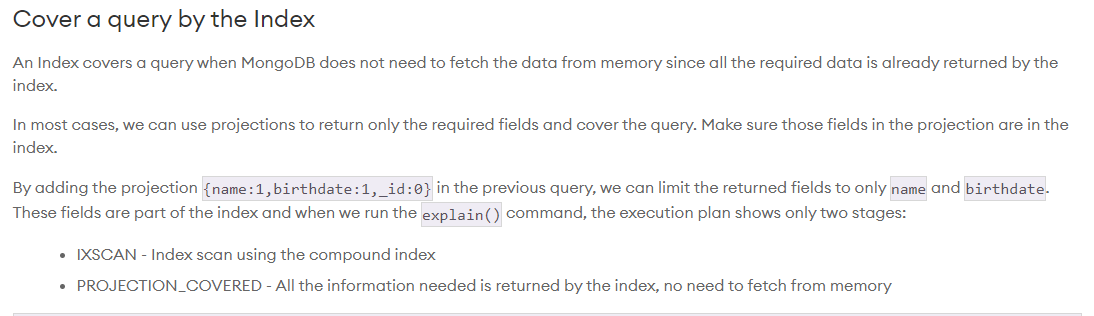 Cover a query by the Index
An Index covers a query when MongoDB does not need to fetch the data from memory since all the required data is already returned by the
index.
In most cases, we can use projections to return only the required fields and cover the query. Make sure those fields in the projection are in the
index.
By adding the projection {name:1,birthdate:1,_id:0} in the previous query, we can limit the returned fields to only name and birthdate.
These fields are part of the index and when we run the explain() command, the execution plan shows only two stages:
• IXSCAN - Index scan using the compound index
• PROJECTION_COVERED - All the information needed is returned by the index, no need to fetch from memory